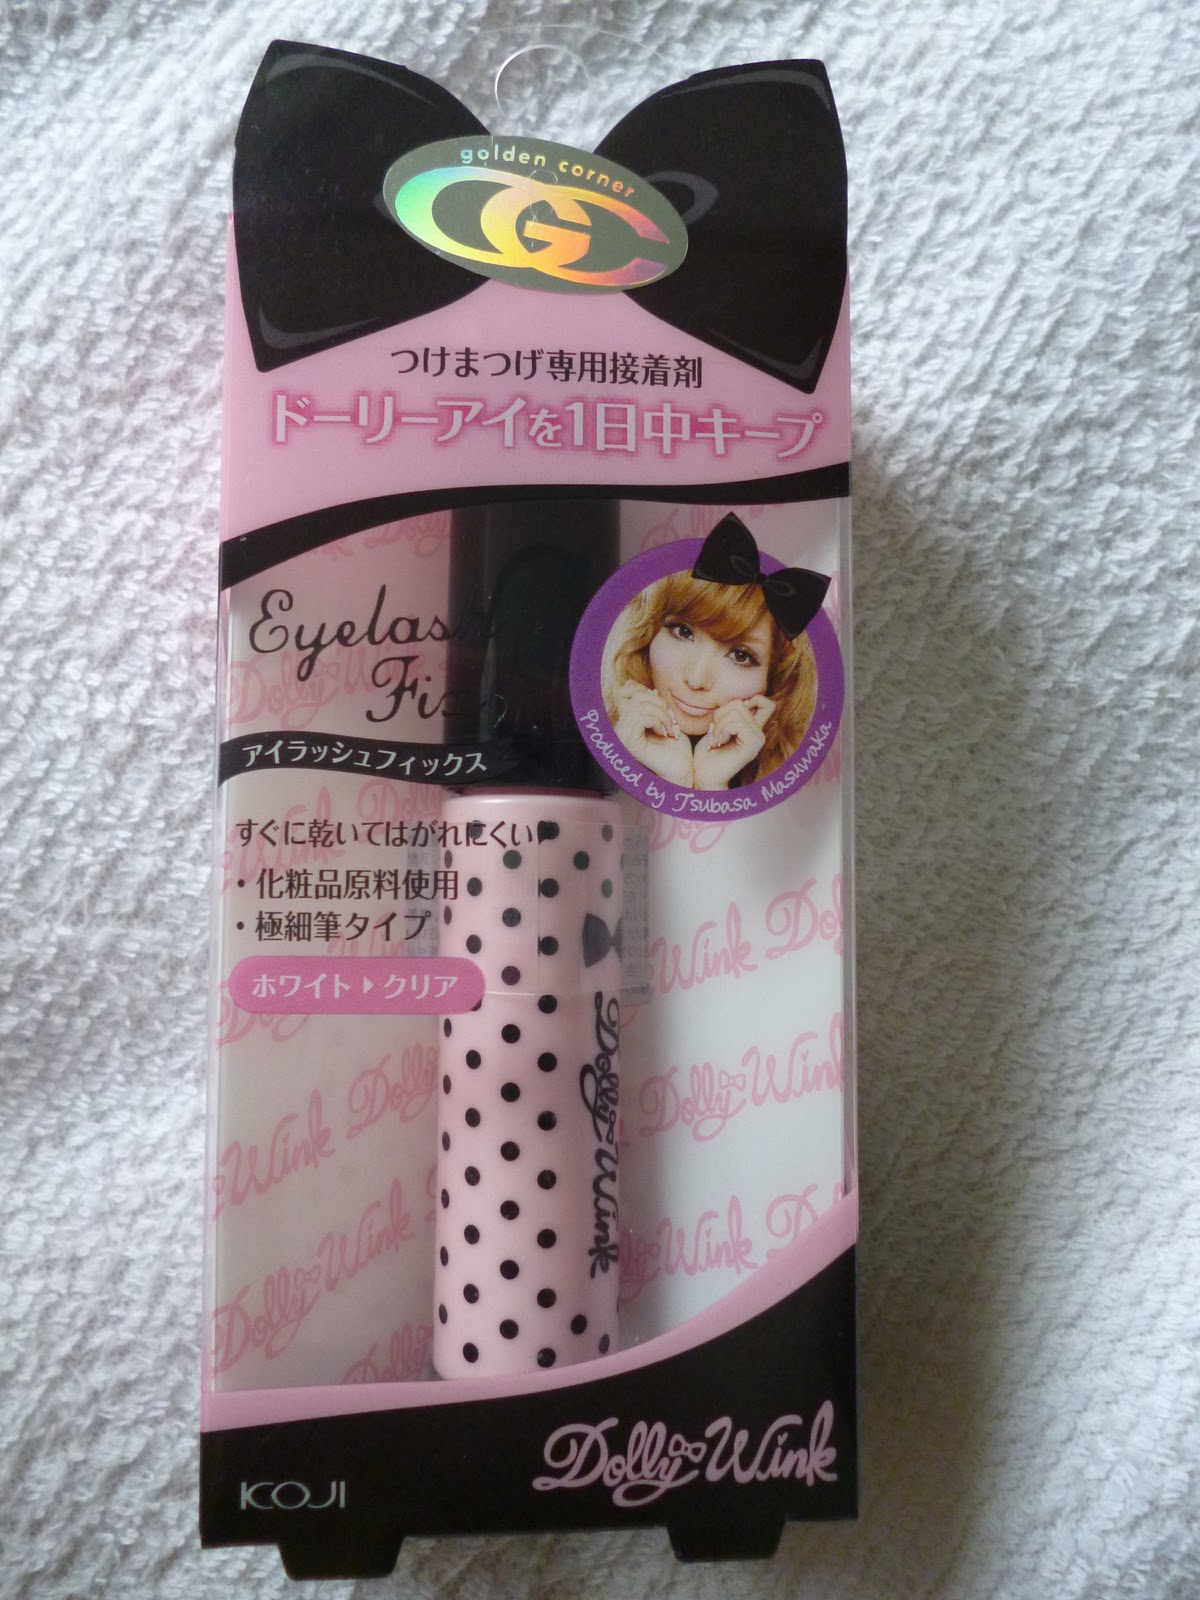 golden corner
GC
つけまつげ専用接着剤
ドーリーアイを1日中キープ
Eyelash
Fix
アイラッシュフィックス
Produced by Tsubasa Masuwaka
すぐに乾いてはがれにくい
・化粧品原料使用
・極細筆タイプ
ホワイト▶クリア
Dolly Wink
Dolly Wink
KOJI